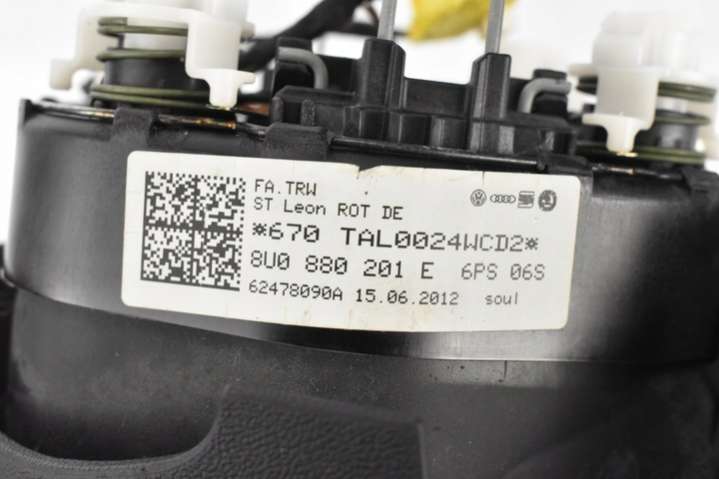 FA.TRW
ST Leon ROT DE
*670 TAL0024WCD2*
8U0 880 201 E 6PS 06S
62478090A 15.06.2012 soul